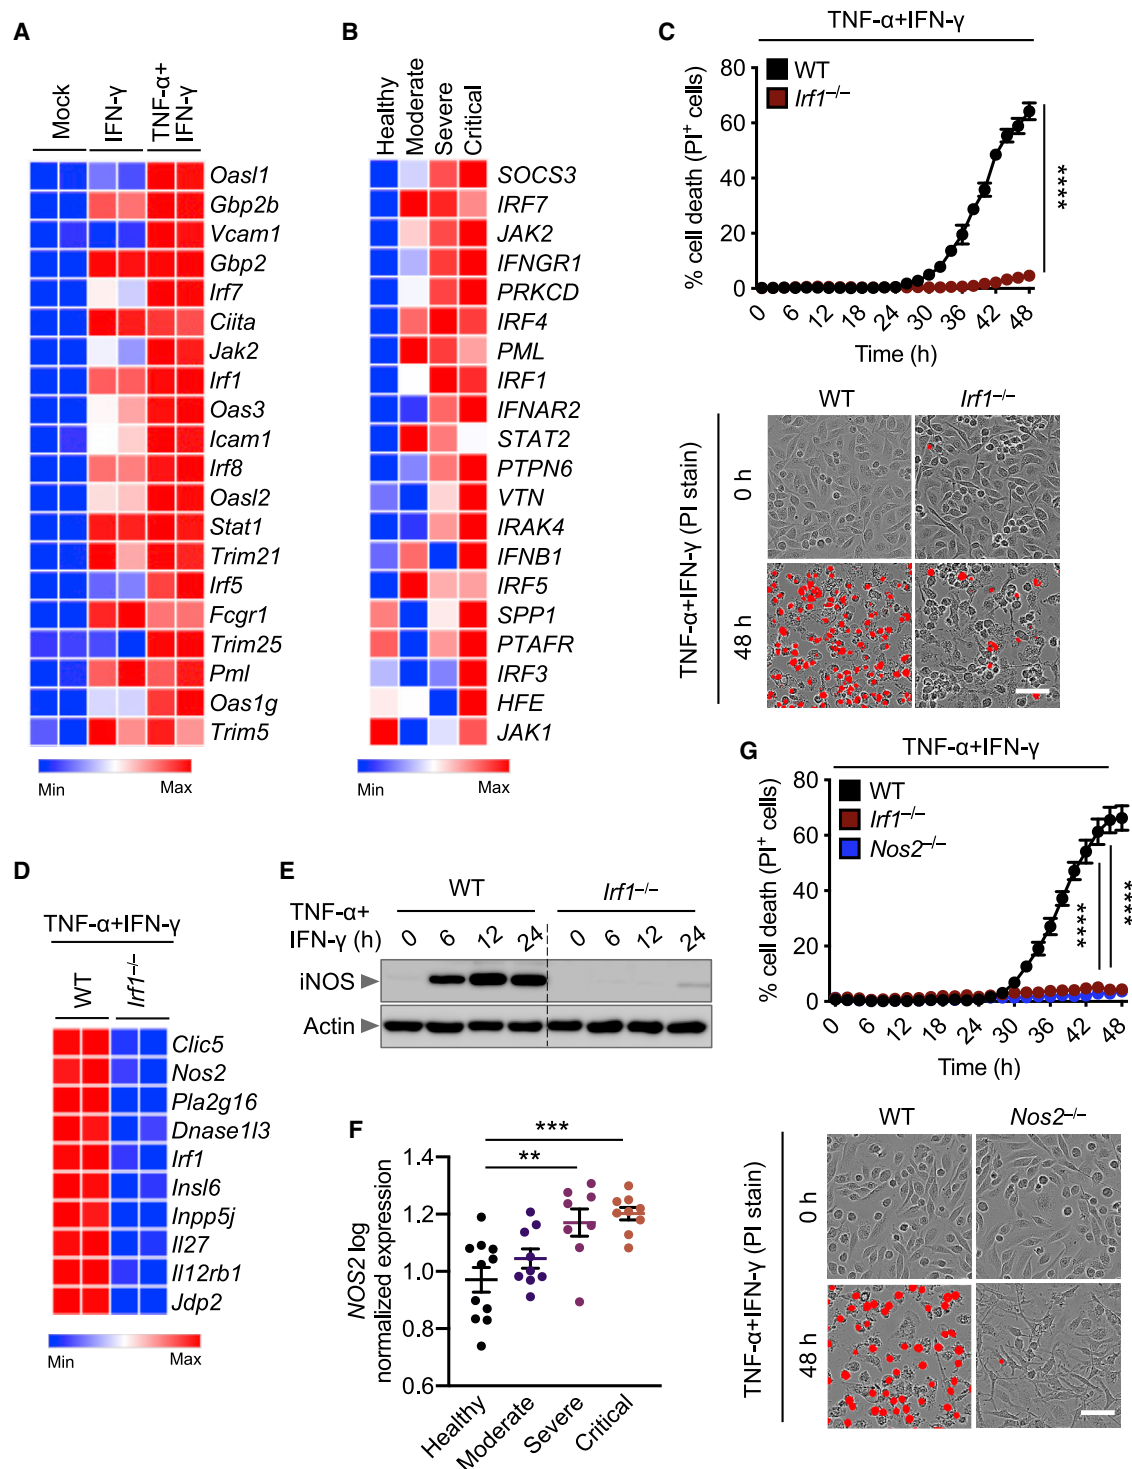 A
Mock
IFN-γ
TNF-α+
IFN-γ
Oasl1
Gbp2b
Vcam1
Gbp2
Irf7
Ciita
Jak2
Irf1
Oas3
Icam1
Irf8
Oasl2
Stat1
Trim21
Irf5
Fcgr1
Trim25
Pml
Oas1g
Trim5
Min
Max
B
Healthy
Moderate
Severe
Critical
SOCS3
IRF7
JAK2
IFNGR1
PRKCD
IRF4
PML
IRF1
IFNAR2
STAT2
PTPN6
VTN
IRAK4
IFNB1
IRF5
SPP1
PTAFR
IRF3
HFE
JAK1
Min
Max
C
TNF-α+IFN-γ
WT
Irf1–/–
% cell death (PI+ cells)
80
60
40
20
0
0 6 12 18 24 30 36 42 48
Time (h)
****
WT Irf1–/–
TNF-α+IFN-γ (PI stain)
0 h
48 h
D
TNF-α+IFN-γ
WT
Irf1–/–
Clic5
Nos2
Pla2g16
Dnase1l3
Irf1
Insl6
Inpp5j
Il27
Il12rb1
Jdp2
Min
Max
E
WT Irf1–/–
TNF-α+
IFN-γ (h) 0 6 12 24 0 6 12 24
iNOS
Actin
F
NOS2 log
normalized expression
1.4
1.2
1.0
0.8
0.6
***
**
Healthy
Moderate
Severe
Critical
G
TNF-α+IFN-γ
WT
Irf1–/–
Nos2–/–
% cell death (PI+ cells)
80
60
40
20
0
0 6 12 18 24 30 36 42 48
Time (h)
****
****
WT Nos2–/–
TNF-α+IFN-γ (PI stain)
0 h
48 h